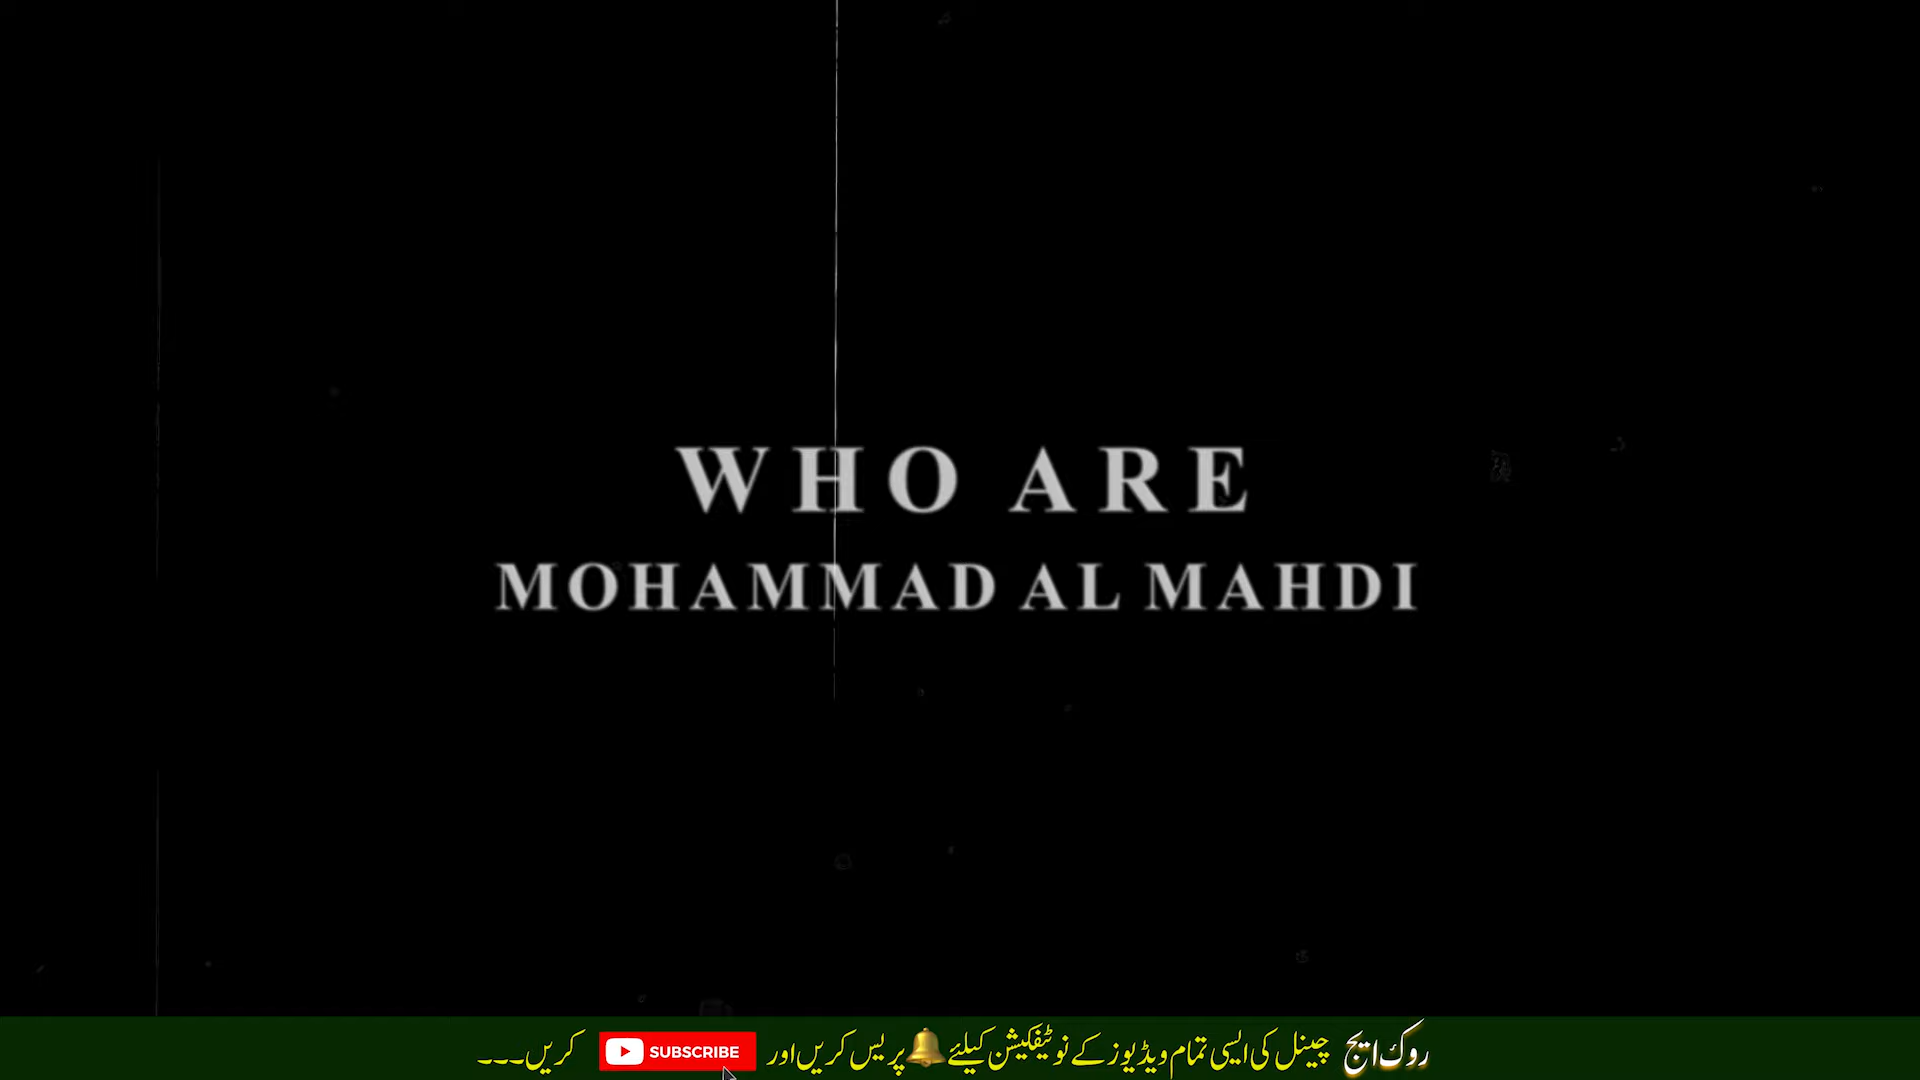 WHO ARE
MOHAMMAD AL MAHDI
روک ایج چینل کی ایسی تمام ویڈیوز کے نوٹیفکیشن کیلئے 🔔 پریس کریں اور SUBSCRIBE کریں۔۔۔